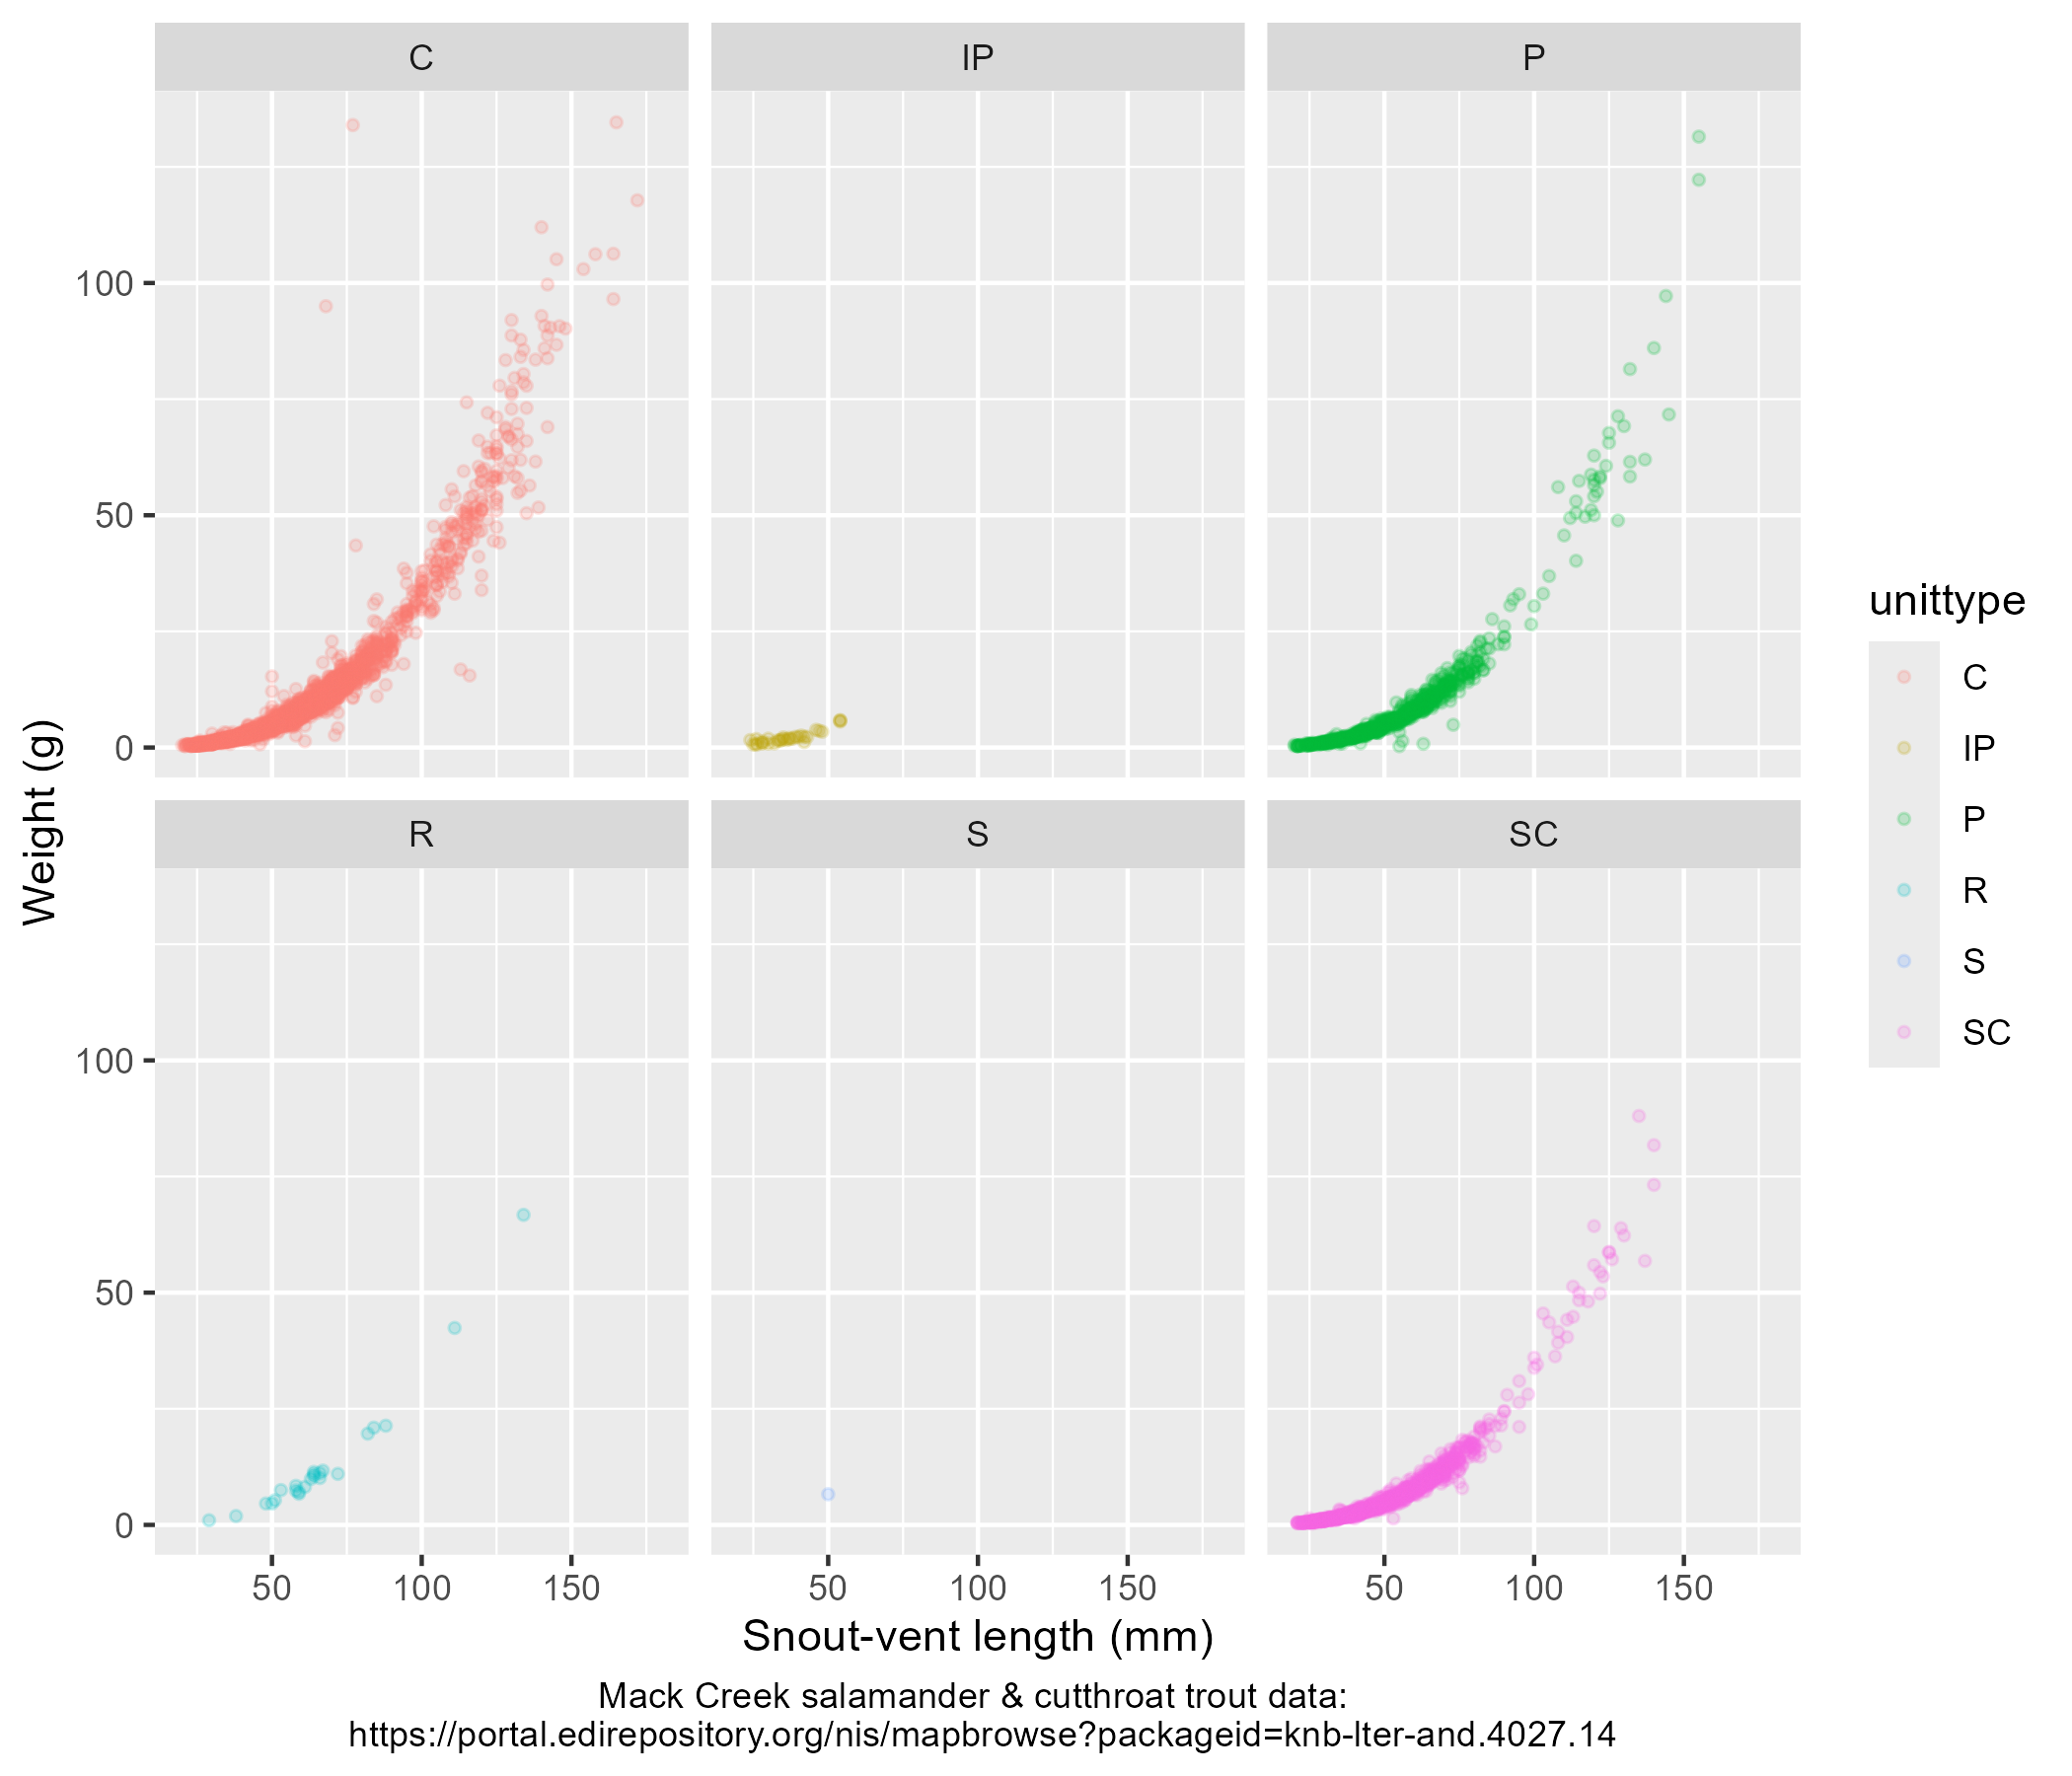 C
IP
P
100
50
0
Weight (g)
R
S
SC
100
50
0
50
100
150
50
100
150
50
100
150
Snout-vent length (mm)
Mack Creek salamander & cutthroat trout data:
https://portal.edirepository.org/nis/mapbrowse?packageid=knb-lter-and.4027.14
unittype
C
IP
P
R
S
SC